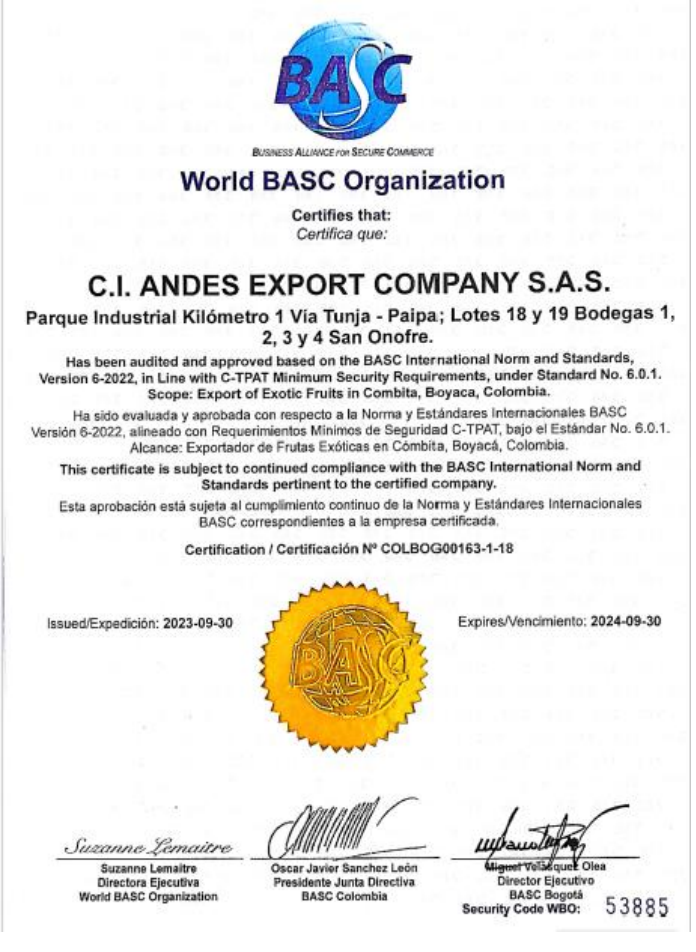 BASC
BUSINESS ALLIANCE FOR SECURE COMMERCE
World BASC Organization
Certifies that:
Certifica que:
C.I. ANDES EXPORT COMPANY S.A.S.
Parque Industrial Kilómetro 1 Via Tunja - Paipa; Lotes 18 y 19 Bodegas 1,
2, 3 y 4 San Onofre.
Has been audited and approved based on the BASC International Norm and Standards,
Version 6-2022, in Line with C-TPAT Minimum Security Requirements, under Standard No. 6.0.1.
Scope: Export of Exotic Fruits in Combita, Boyaca, Colombia.
Ha sido evaluada y aprobada con respecto a la Norma y Estándares Internacionales BASC
Versión 6-2022, alineado con Requerimientos Mínimos de Seguridad C-TPAT, bajo el Estándar No. 6.0.1.
Alcance: Exportador de Frutas Exóticas en Cómbita, Boyacá, Colombia.
This certificate is subject to continued compliance with the BASC International Norm and
Standards pertinent to the certified company.
Esta aprobación está sujeta al cumplimiento continuo de la Norma y Estándares Internacionales
BASC correspondientes a la empresa certificada.
Certification / Certificación Nº COLBOG00163-1-18
Issued/Expedición: 2023-09-30
Expires/Vencimiento: 2024-09-30
BASC
Suzanne Lemaitre
Suzanne Lemaitre
Directora Ejecutiva
World BASC Organization
Oscar Javier Sanchez León
Presidente Junta Directiva
BASC Colombia
Miguel Velásquez Olea
Director Ejecutivo
BASC Bogotá
Security Code WBO: 53885